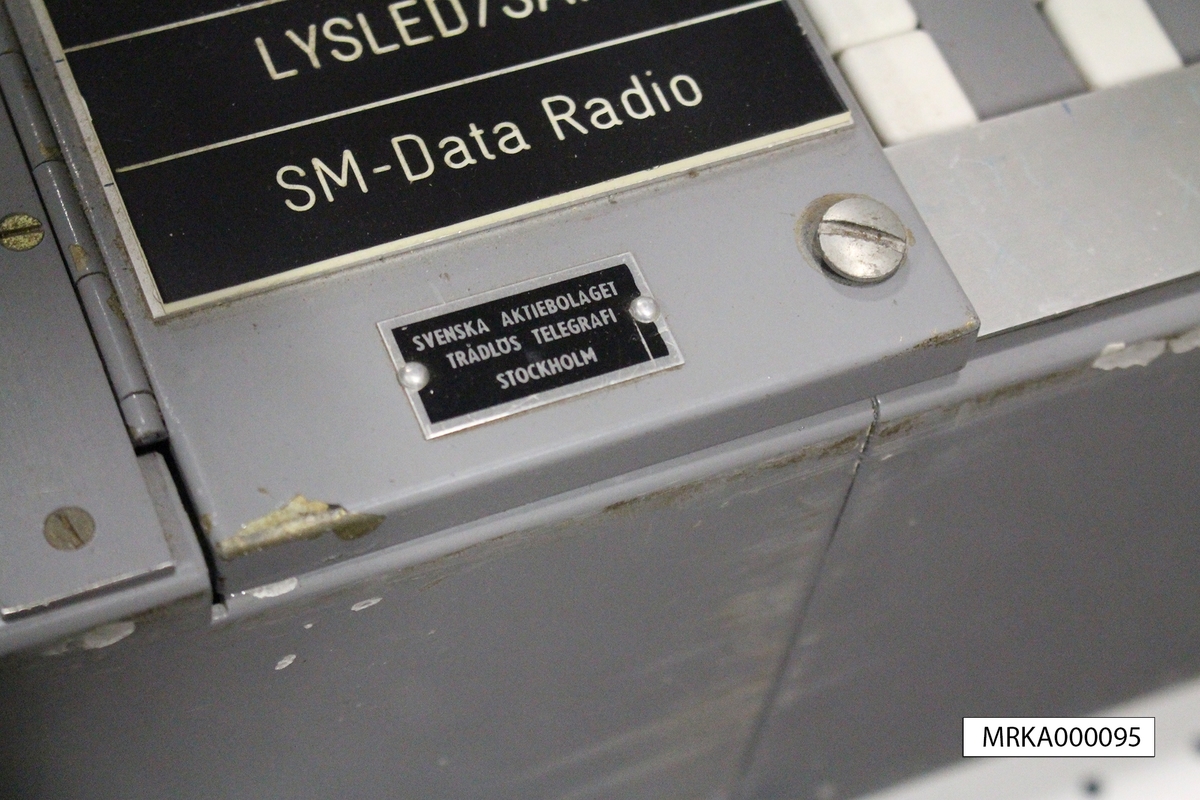 LYSLED/
SM-Data Radio
SVENSKA AKTIEBOLAGET
TRÅDLÖS TELEGRAFI
STOCKHOLM
MRKA000095